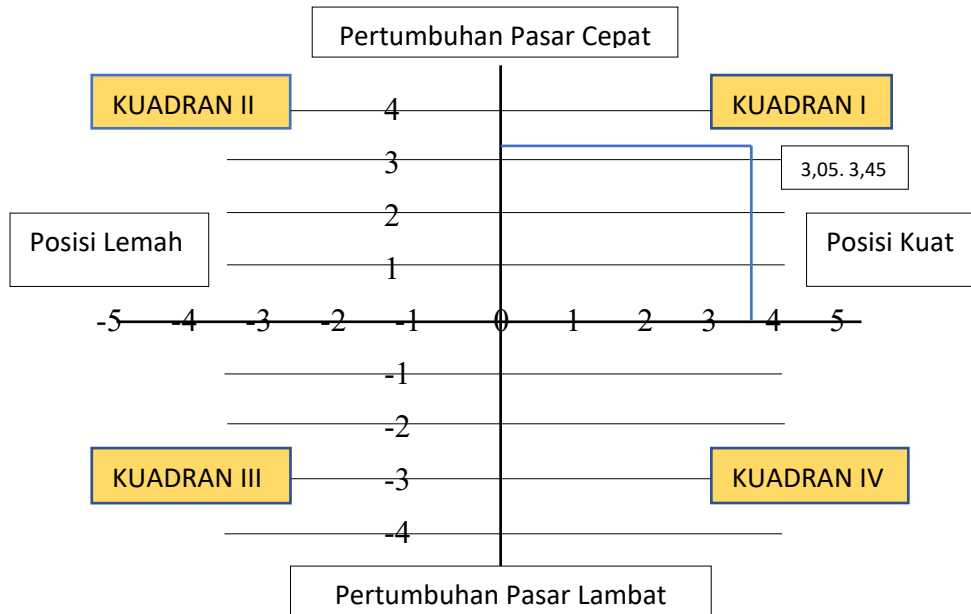 Pertumbuhan Pasar Cepat
KUADRAN II
4
KUADRAN I
3
3,05. 3,45
2
Posisi Lemah
Posisi Kuat
1
-5 -4 -3 -2 -1 0 1 2 3 4 5
-1
-2
KUADRAN III
-3
KUADRAN IV
-4
Pertumbuhan Pasar Lambat